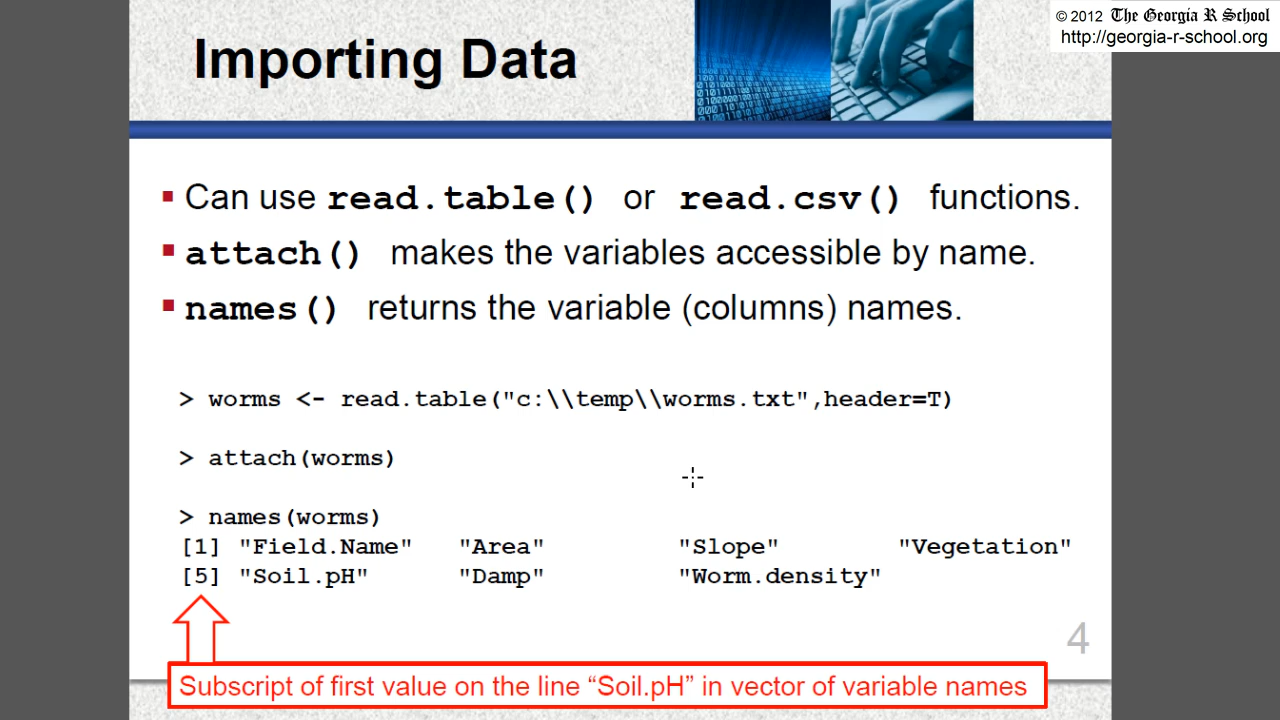 © 2012 The Georgia R School
http://georgia-r-school.org
Importing Data
Can use read.table() or read.csv() functions.
attach() makes the variables accessible by name.
names() returns the variable (columns) names.
> worms <- read.table("c:\\temp\\worms.txt",header=T)
> attach(worms)
> names(worms)
[1] "Field.Name" "Area" "Slope" "Vegetation"
[5] "Soil.pH" "Damp" "Worm.density"
4
Subscript of first value on the line “Soil.pH” in vector of variable names